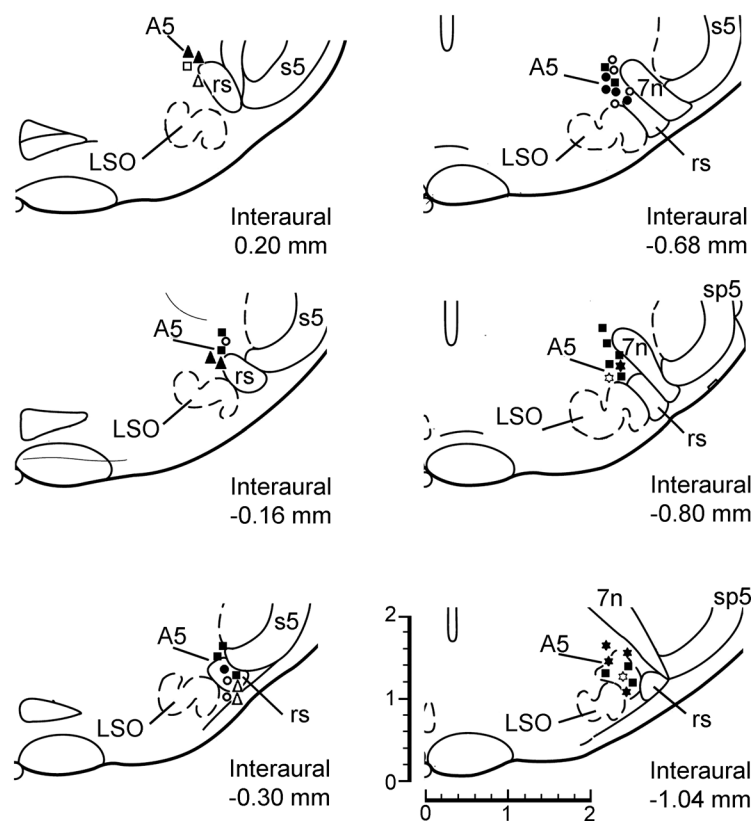 A5
s5
rs
LSO
Interaural
0.20 mm
s5
A5
7n
LSO
rs
Interaural
-0.68 mm
A5
s5
rs
LSO
Interaural
-0.16 mm
sp5
A5
7n
LSO
rs
Interaural
-0.80 mm
A5
s5
LSO
rs
Interaural
-0.30 mm
2
1
0
7n
sp5
A5
LSO
rs
Interaural
-1.04 mm
0
1
2